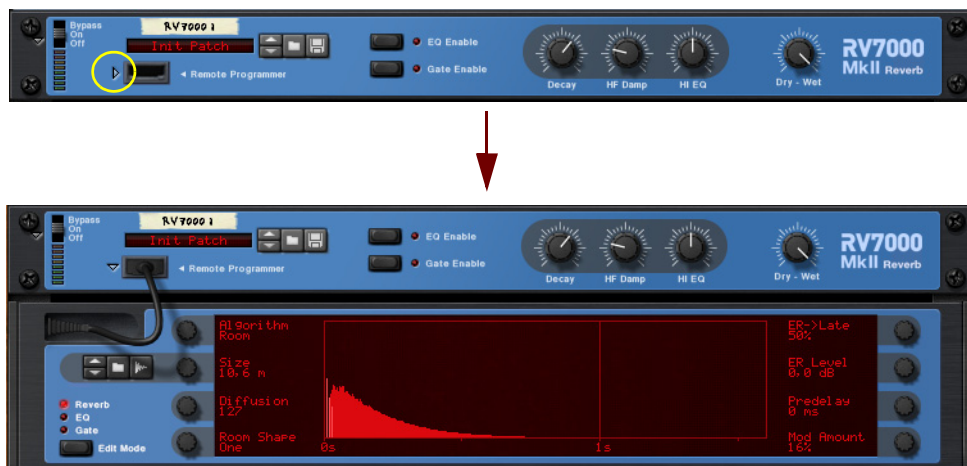 Bypass
On
Off
RV7000 1
Init Patch
◄ Remote Programmer
EQ Enable
Gate Enable
Decay
HF Damp
HI EQ
Dry - Wet
RV7000
MkII Reverb
Bypass
On
Off
RV7000 1
Init Patch
◄ Remote Programmer
EQ Enable
Gate Enable
Decay
HF Damp
HI EQ
Dry - Wet
RV7000
MkII Reverb
Algorithm
Room
Size
10,6 m
Diffusion
127
Room Shape
One
0s
1s
ER->Late
50%
ER Level
0,0 dB
Predelay
0 ms
Mod Amount
16%
Reverb
EQ
Gate
Edit Mode